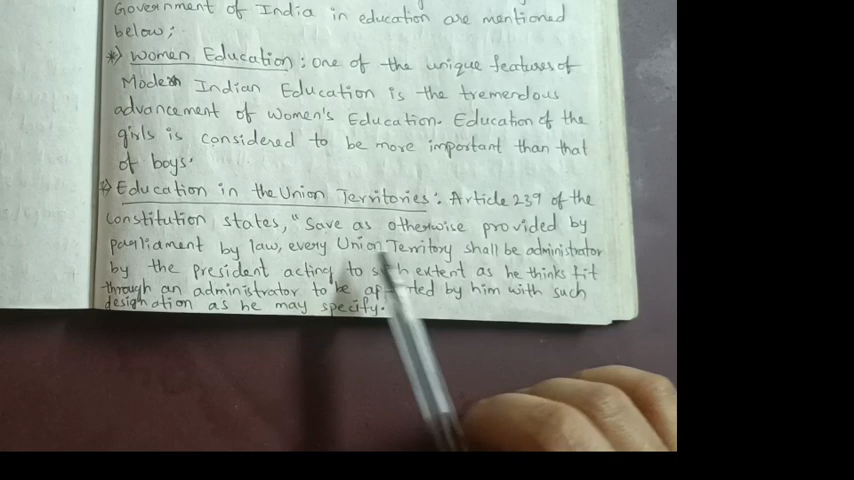 Government of India in education are mentioned
below;
*) Women Education: One of the unique features of
Modern Indian Education is the tremendous
advancement of Women's Education. Education of the
girls is considered to be more important than that
of boys.
*) Education in the Union Territories: Article 239 of the
Constitution states, "Save as otherwise provided by
parliament by law, every Union Territory shall be administrator
by the president acting to extent as he thinks fit
through an administrator to be by him with such
designation as he may specify.